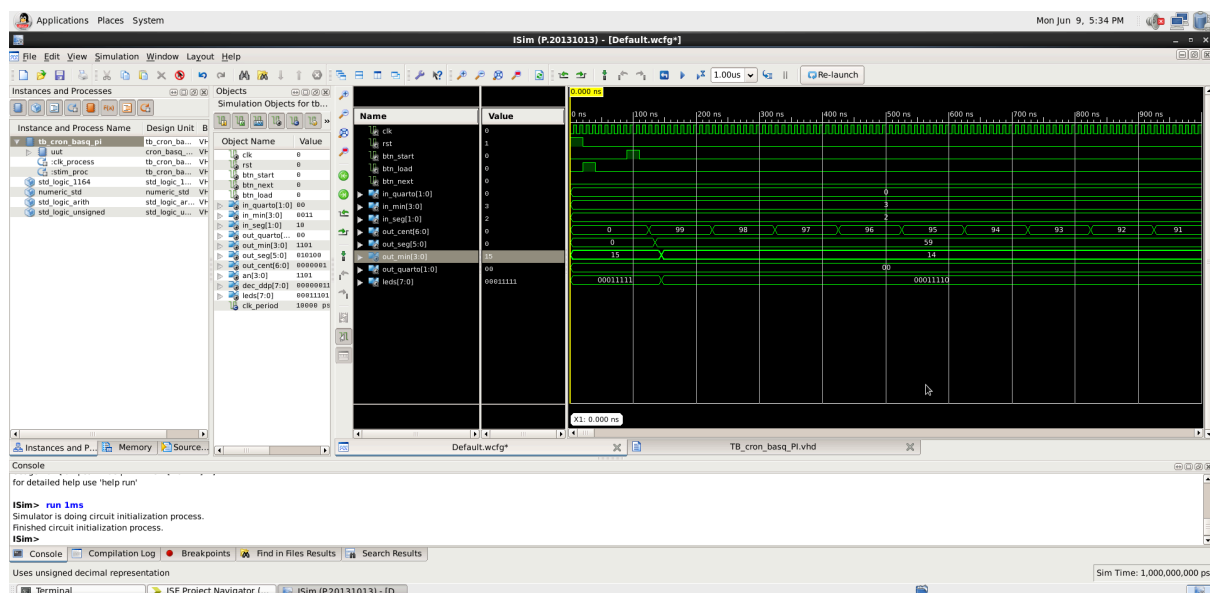 Applications Places System Mon Jun 9, 5:34 PM
ISim (P.20131013) - [Default.wcfg*]
File Edit View Simulation Window Layout Help
1.00us Re-launch
Instances and Processes
Instance and Process Name Design Unit B
tb_cron_basq_pi tb_cron_ba... VH
uut cron_basq_... VH
:clk_process tb_cron_ba... VH
:stim_proc tb_cron_ba... VH
std_logic_1164 std_logic_1... VH
numeric_std numeric_std VH
std_logic_arith std_logic_ar... VH
std_logic_unsigned std_logic_u... VH
Objects
Simulation Objects for tb...
Object Name Value
clk 0
rst 0
btn_start 0
btn_next 0
btn_load 0
in_quarto[1:0] 00
in_min[3:0] 0011
in_seg[1:0] 10
out_quarto[... 00
out_min[3:0] 1101
out_seg[5:0] 010100
out_cent[6:0] 0000001
an[3:0] 1101
dec_ddp[7:0] 00000011
leds[7:0] 00011101
clk_period 10000 ps
Name Value
clk 0
rst 1
btn_start 0
btn_load 0
btn_next 0
in_quarto[1:0] 0
in_min[3:0] 3
in_seg[1:0] 2
out_cent[6:0] 0
out_seg[5:0] 0
out_min[3:0] 15
out_quarto[1:0] 00
leds[7:0] 00011111
0.000 ns
0 ns 100 ns 200 ns 300 ns 400 ns 500 ns 600 ns 700 ns 800 ns 900 ns
0
3
2
0 99 98 97 96 95 94 93 92 91
0 59
15 14
00
00011111 00011110
X1: 0.000 ns
Instances and P... Memory Source...
Default.wcfg* TB_cron_basq_PI.vhd
Console
for detailed help use 'help run'
ISim> run 1ms
Simulator is doing circuit initialization process.
Finished circuit initialization process.
ISim>
Console Compilation Log Breakpoints Find in Files Results Search Results
Uses unsigned decimal representation Sim Time: 1,000,000,000 ps
Terminal ISE Project Navigator (... ISim (P.20131013) - [D...